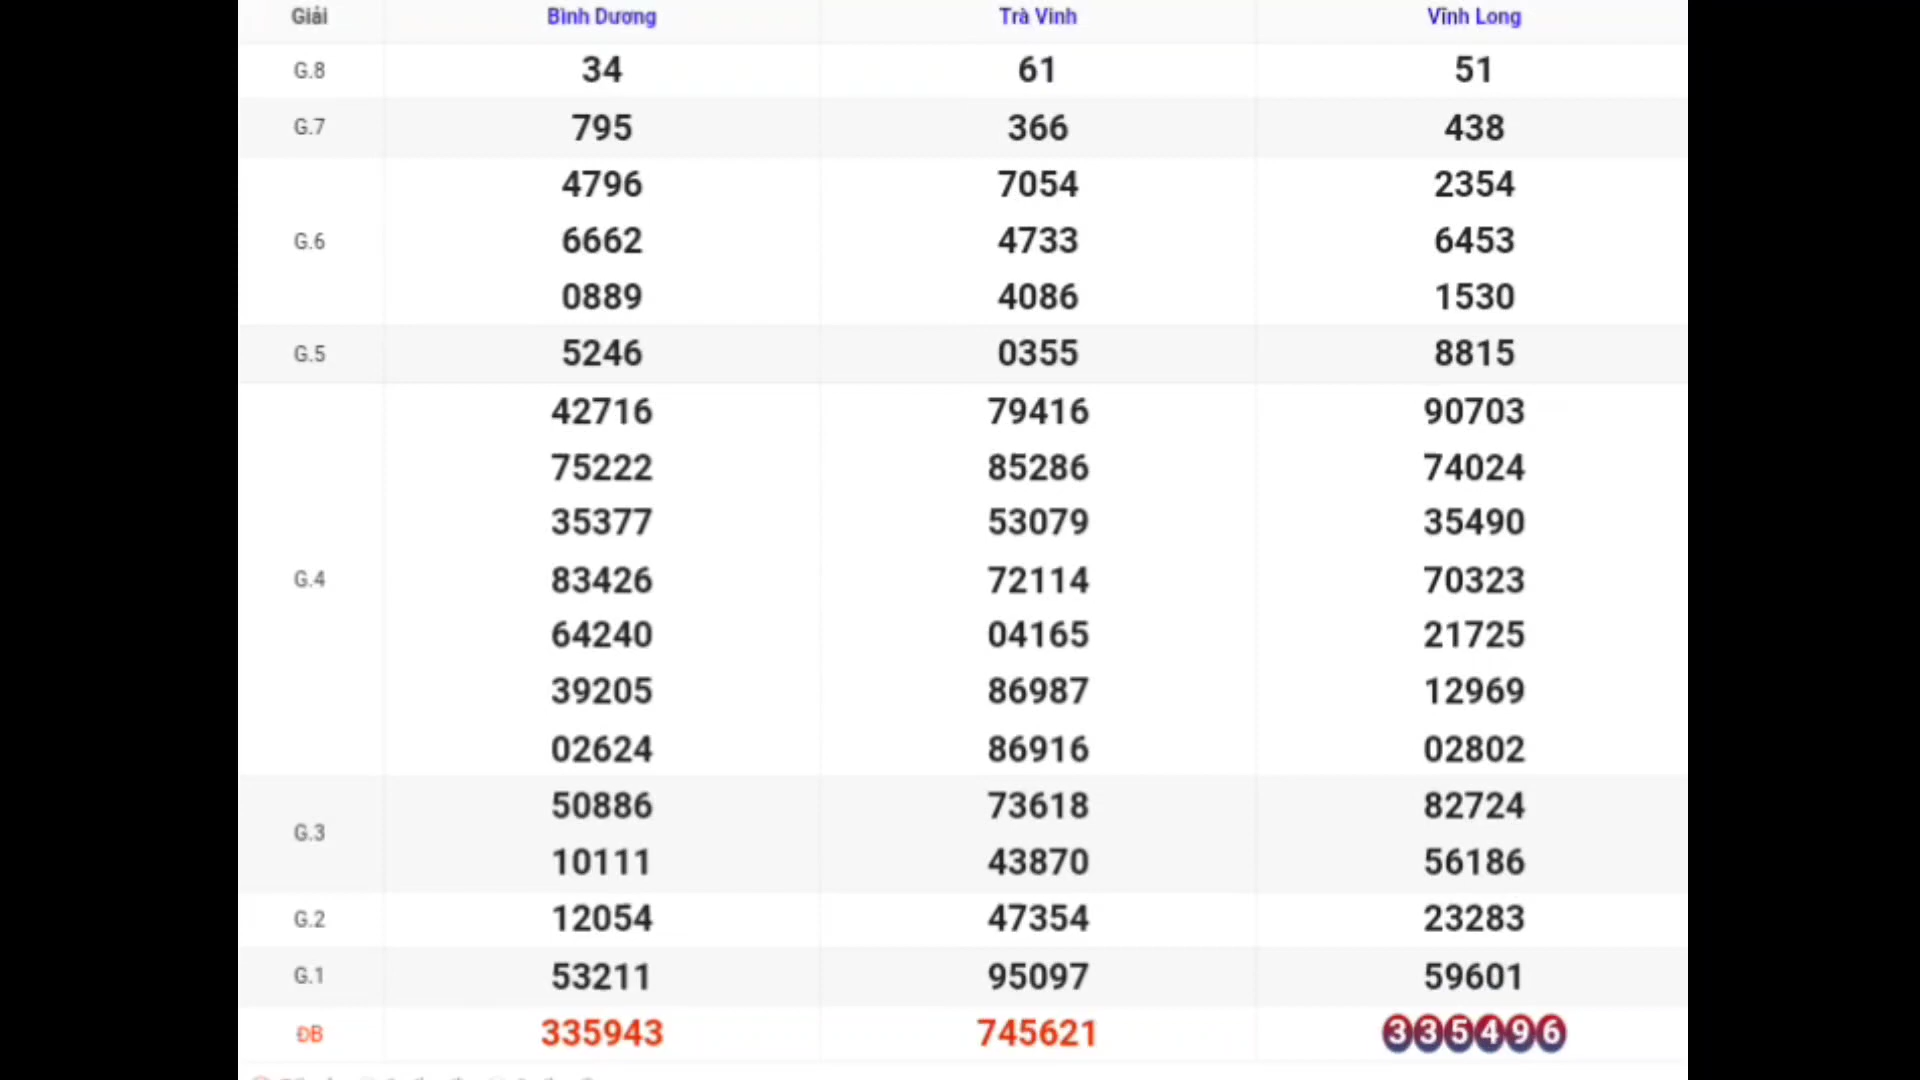 Giải Bình Dương Trà Vinh Vĩnh Long
G.8 34 61 51
G.7 795 366 438
4796 7054 2354
G.6 6662 4733 6453
0889 4086 1530
G.5 5246 0355 8815
42716 79416 90703
75222 85286 74024
35377 53079 35490
G.4 83426 72114 70323
64240 04165 21725
39205 86987 12969
02624 86916 02802
G.3 50886 73618 82724
10111 43870 56186
G.2 12054 47354 23283
G.1 53211 95097 59601
ĐB 335943 745621 335496